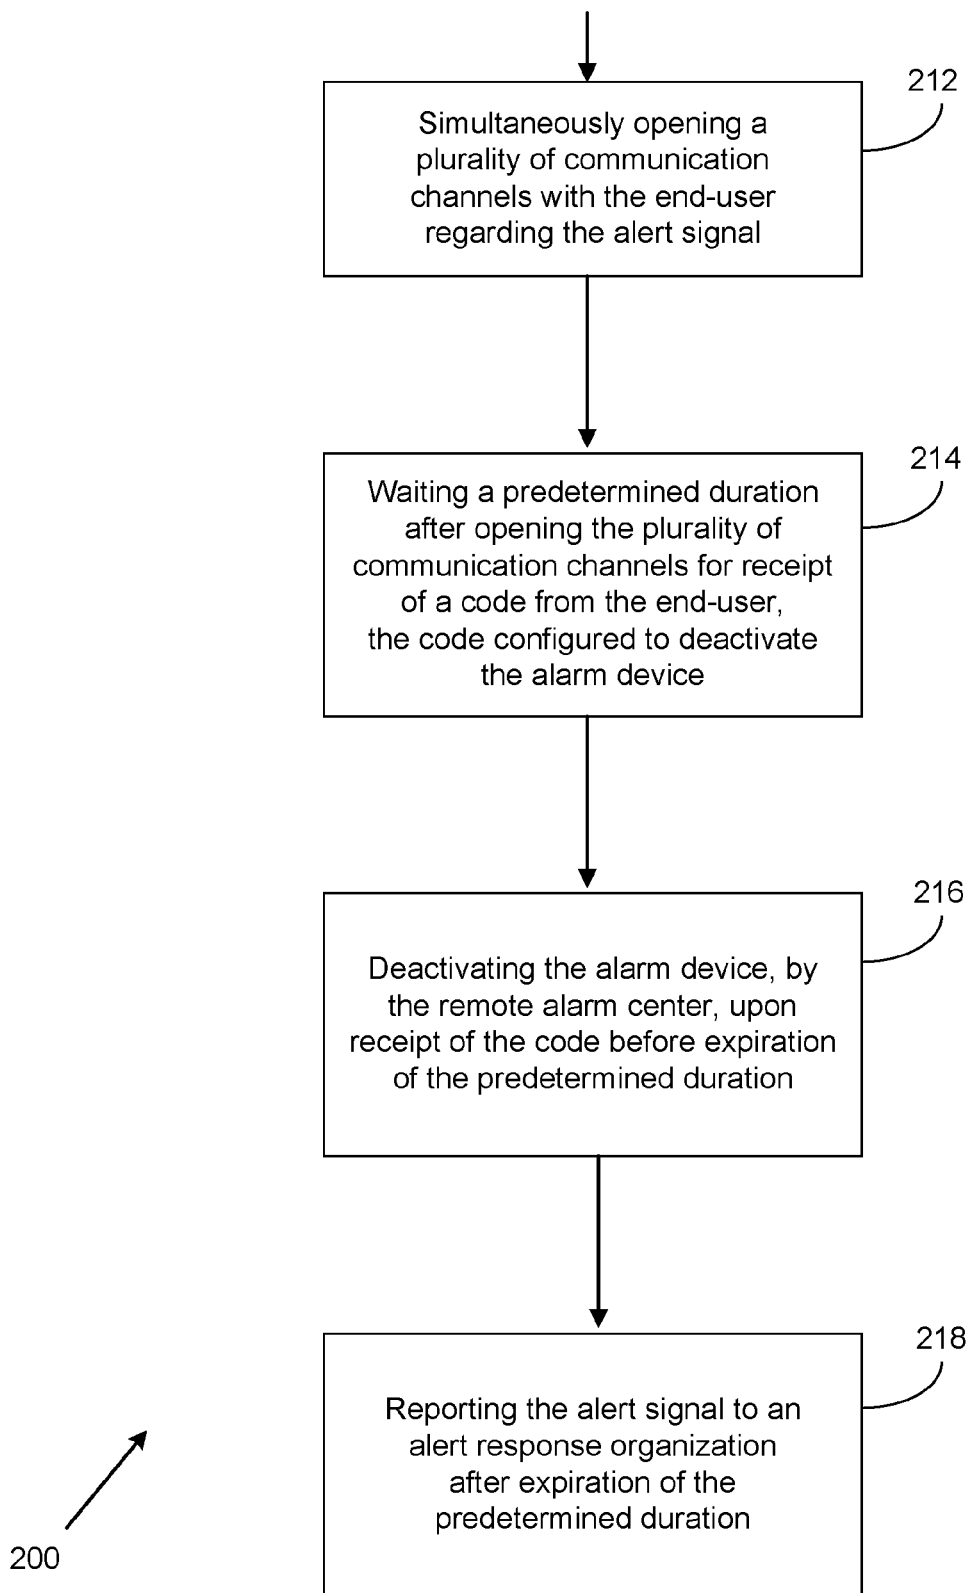 212
Simultaneously opening a
plurality of communication
channels with the end-user
regarding the alert signal
214
Waiting a predetermined duration
after opening the plurality of
communication channels for receipt
of a code from the end-user,
the code configured to deactivate
the alarm device
216
Deactivating the alarm device, by
the remote alarm center, upon
receipt of the code before expiration
of the predetermined duration
218
Reporting the alert signal to an
alert response organization
after expiration of the
predetermined duration
200